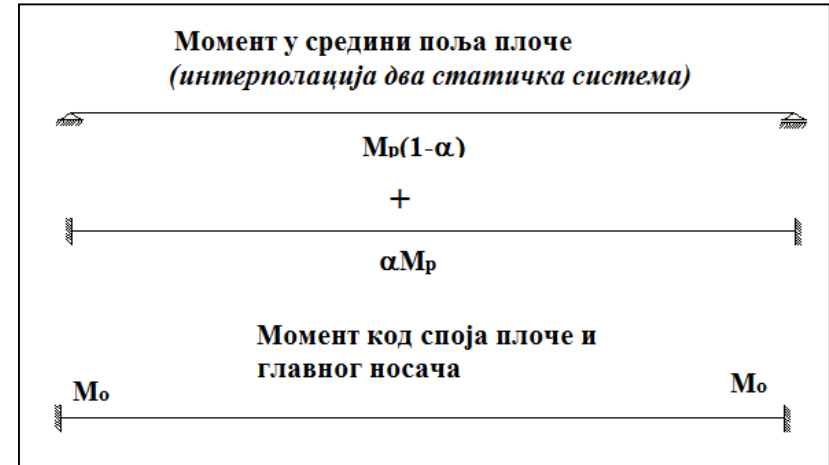 Момент у средини поља плоче
(интерполација два статичка система)
Mp(1-α)
+
αMp
Момент код споја плоче и
главног носача
Mo Mo